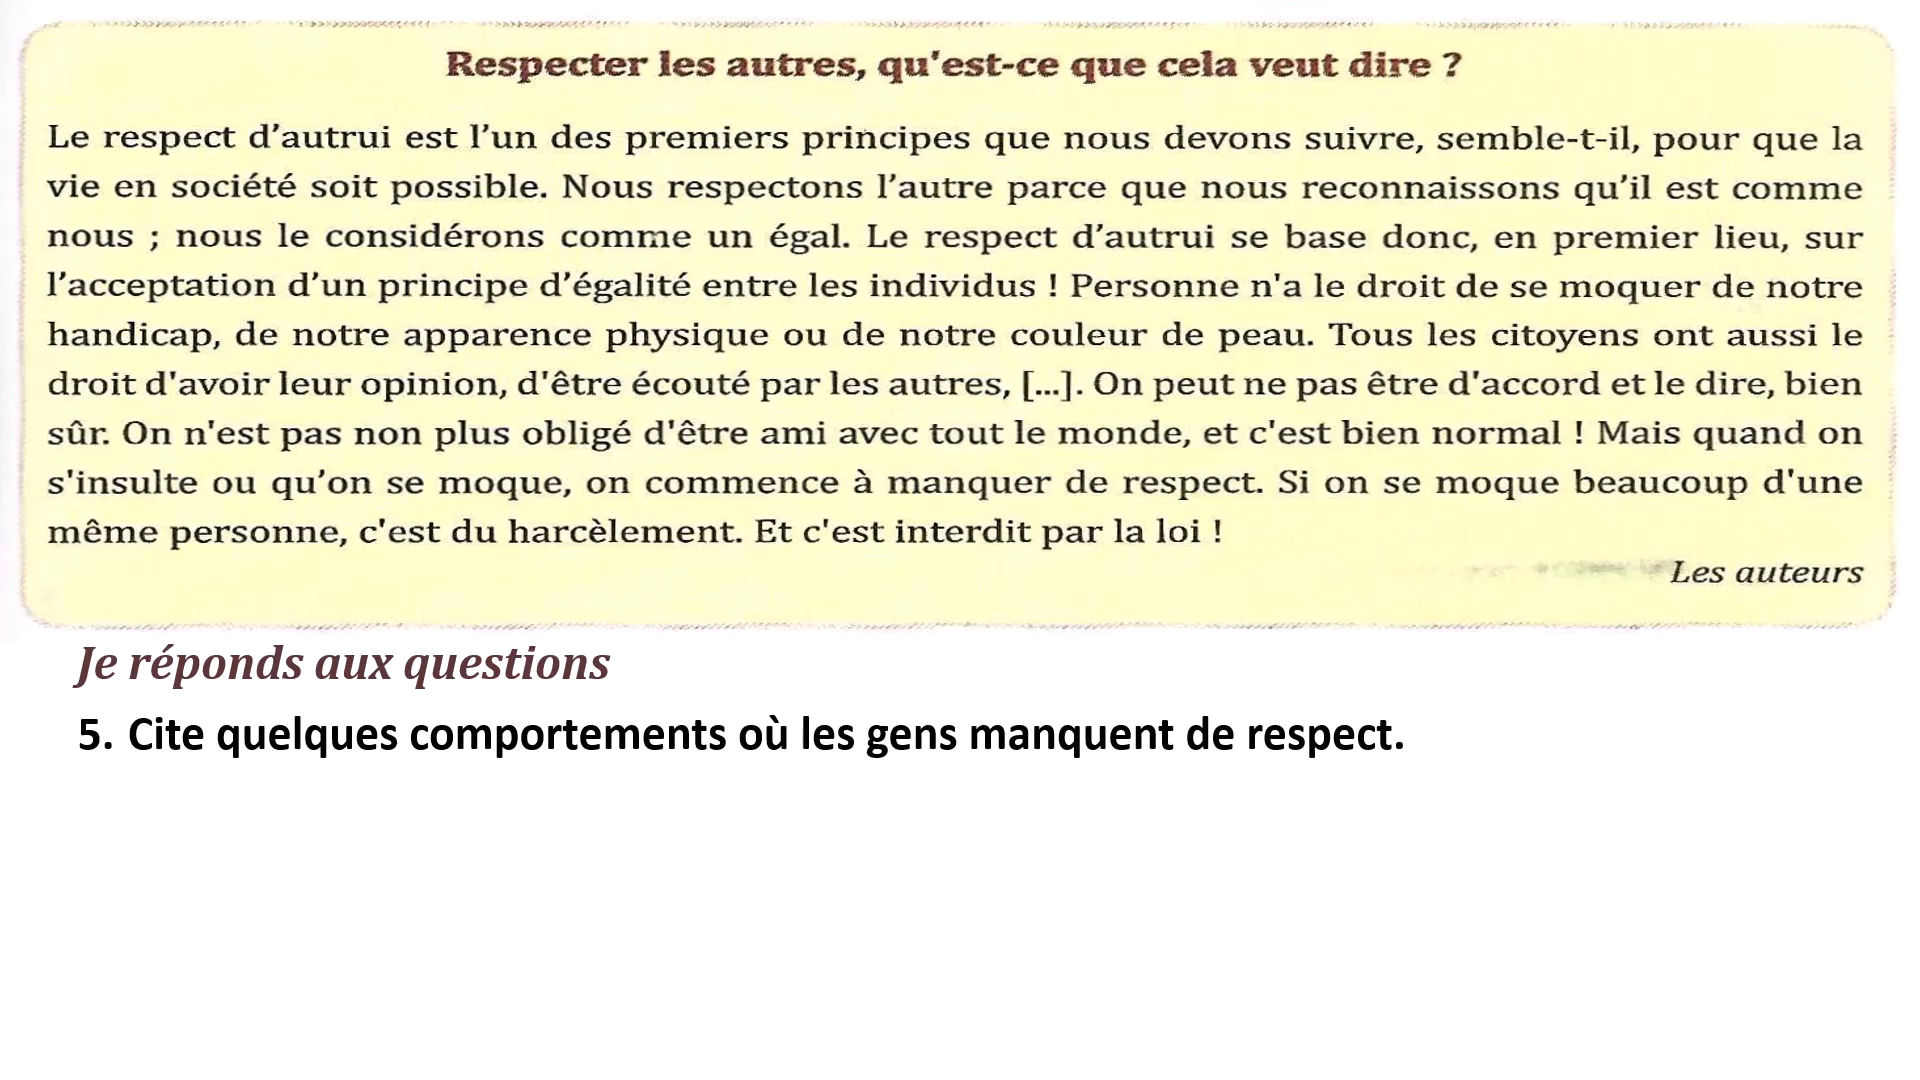 Respecter les autres, qu'est-ce que cela veut dire ?
Le respect d’autrui est l’un des premiers principes que nous devons suivre, semble-t-il, pour que la
vie en société soit possible. Nous respectons l’autre parce que nous reconnaissons qu’il est comme
nous ; nous le considérons comme un égal. Le respect d’autrui se base donc, en premier lieu, sur
l’acceptation d’un principe d’égalité entre les individus ! Personne n'a le droit de se moquer de notre
handicap, de notre apparence physique ou de notre couleur de peau. Tous les citoyens ont aussi le
droit d'avoir leur opinion, d'être écouté par les autres, [...]. On peut ne pas être d'accord et le dire, bien
sûr. On n'est pas non plus obligé d'être ami avec tout le monde, et c'est bien normal ! Mais quand on
s'insulte ou qu’on se moque, on commence à manquer de respect. Si on se moque beaucoup d'une
même personne, c'est du harcèlement. Et c'est interdit par la loi !
Les auteurs
Je réponds aux questions
5. Cite quelques comportements où les gens manquent de respect.